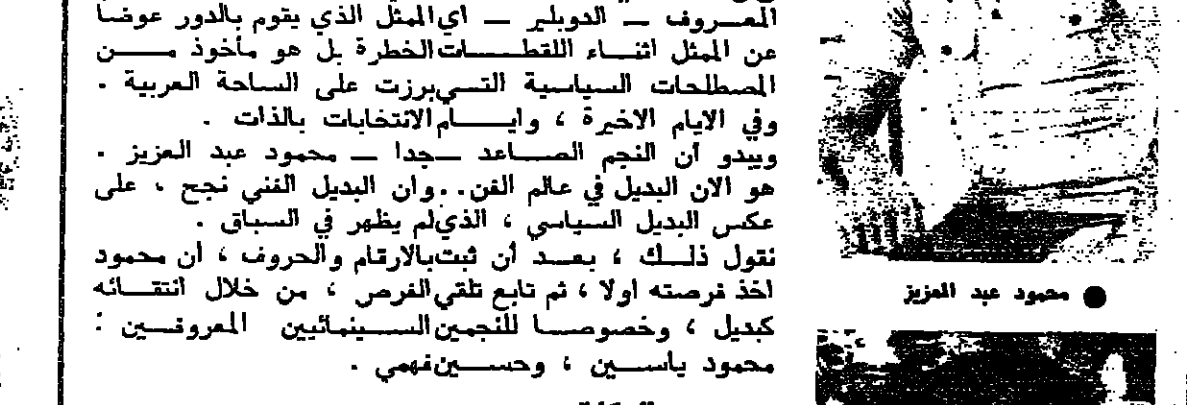 المعروف ــ الدوبلير ــ اي الممثل الذي يقوم بالدور عوضا
عن الممثل اثناء اللقطات الخطرة بل هو مأخوذ من
المصطلحات السياسية التي برزت على الساحة العربية .
وفي الايام الاخيرة ، وايام الانتخابات بالذات .
ويبدو أن النجم الصاعد ــ جدا ــ محمود عبد العزيز .
هو الان البديل في عالم الفن.. وان البديل الفني نجح ، على
عكس البديل السياسي ، الذي لم يظهر في السباق .
نقول ذلك ، بعد أن ثبت بالارقام والحروف ، أن محمود
اخذ فرصته اولا ، ثم تابع تلقي الفرص ، من خلال انتقائه
كبديل ، وخصوصا للنجمين السينمائيين المعروفين :
محمود ياسين ، وحسين فهمي .
● محمود عبد العزيز